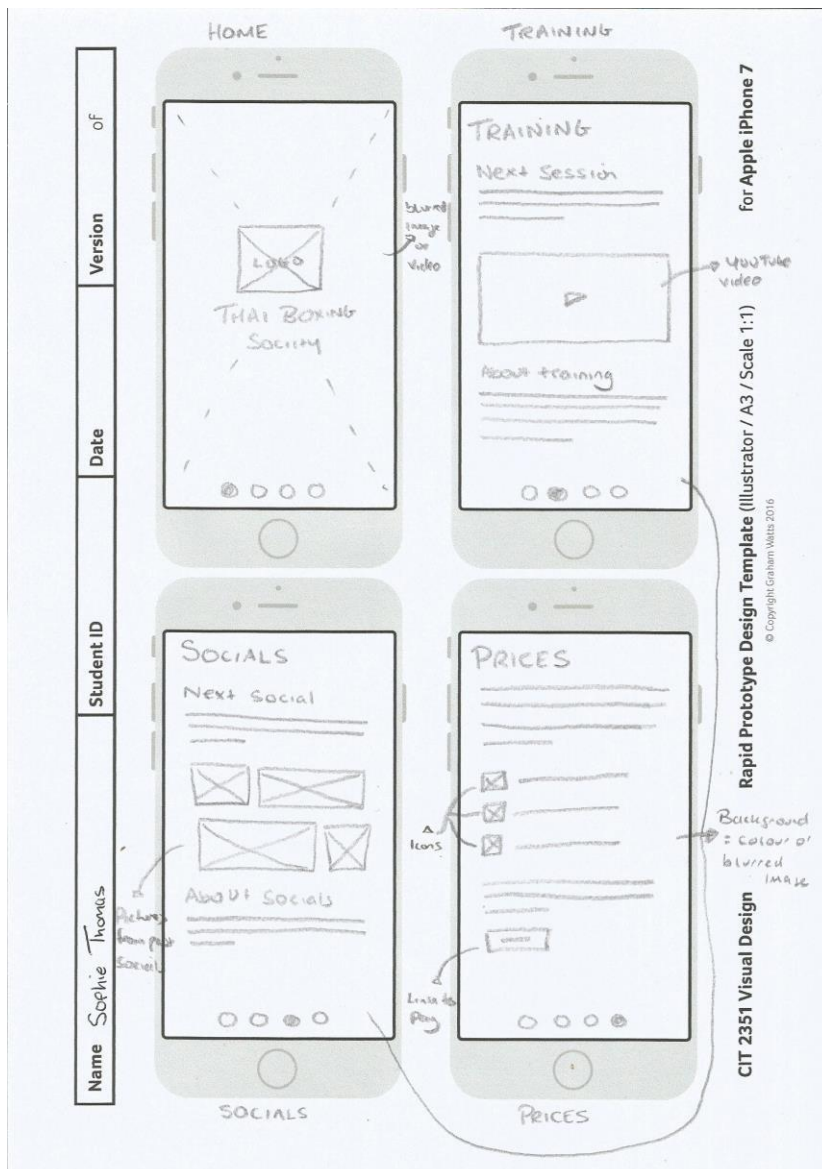 HOME
LOGO
THAI BOXING
Society
blurred
image
or
video
TRAINING
TRAINING
Next Session
YouTube
video
About training
SOCIALS
Next Social
Pictures
from past
socials
About Socials
SOCIALS
PRICES
Icons
Link to
Pay
PRICES
Background
= colour or
blurred
image
Name Sophie Thomas
Student ID
Date
Version of
CIT 2351 Visual Design
Rapid Prototype Design Template (Illustrator / A3 / Scale 1:1)
© Copyright Graham Watts 2016
for Apple iPhone 7